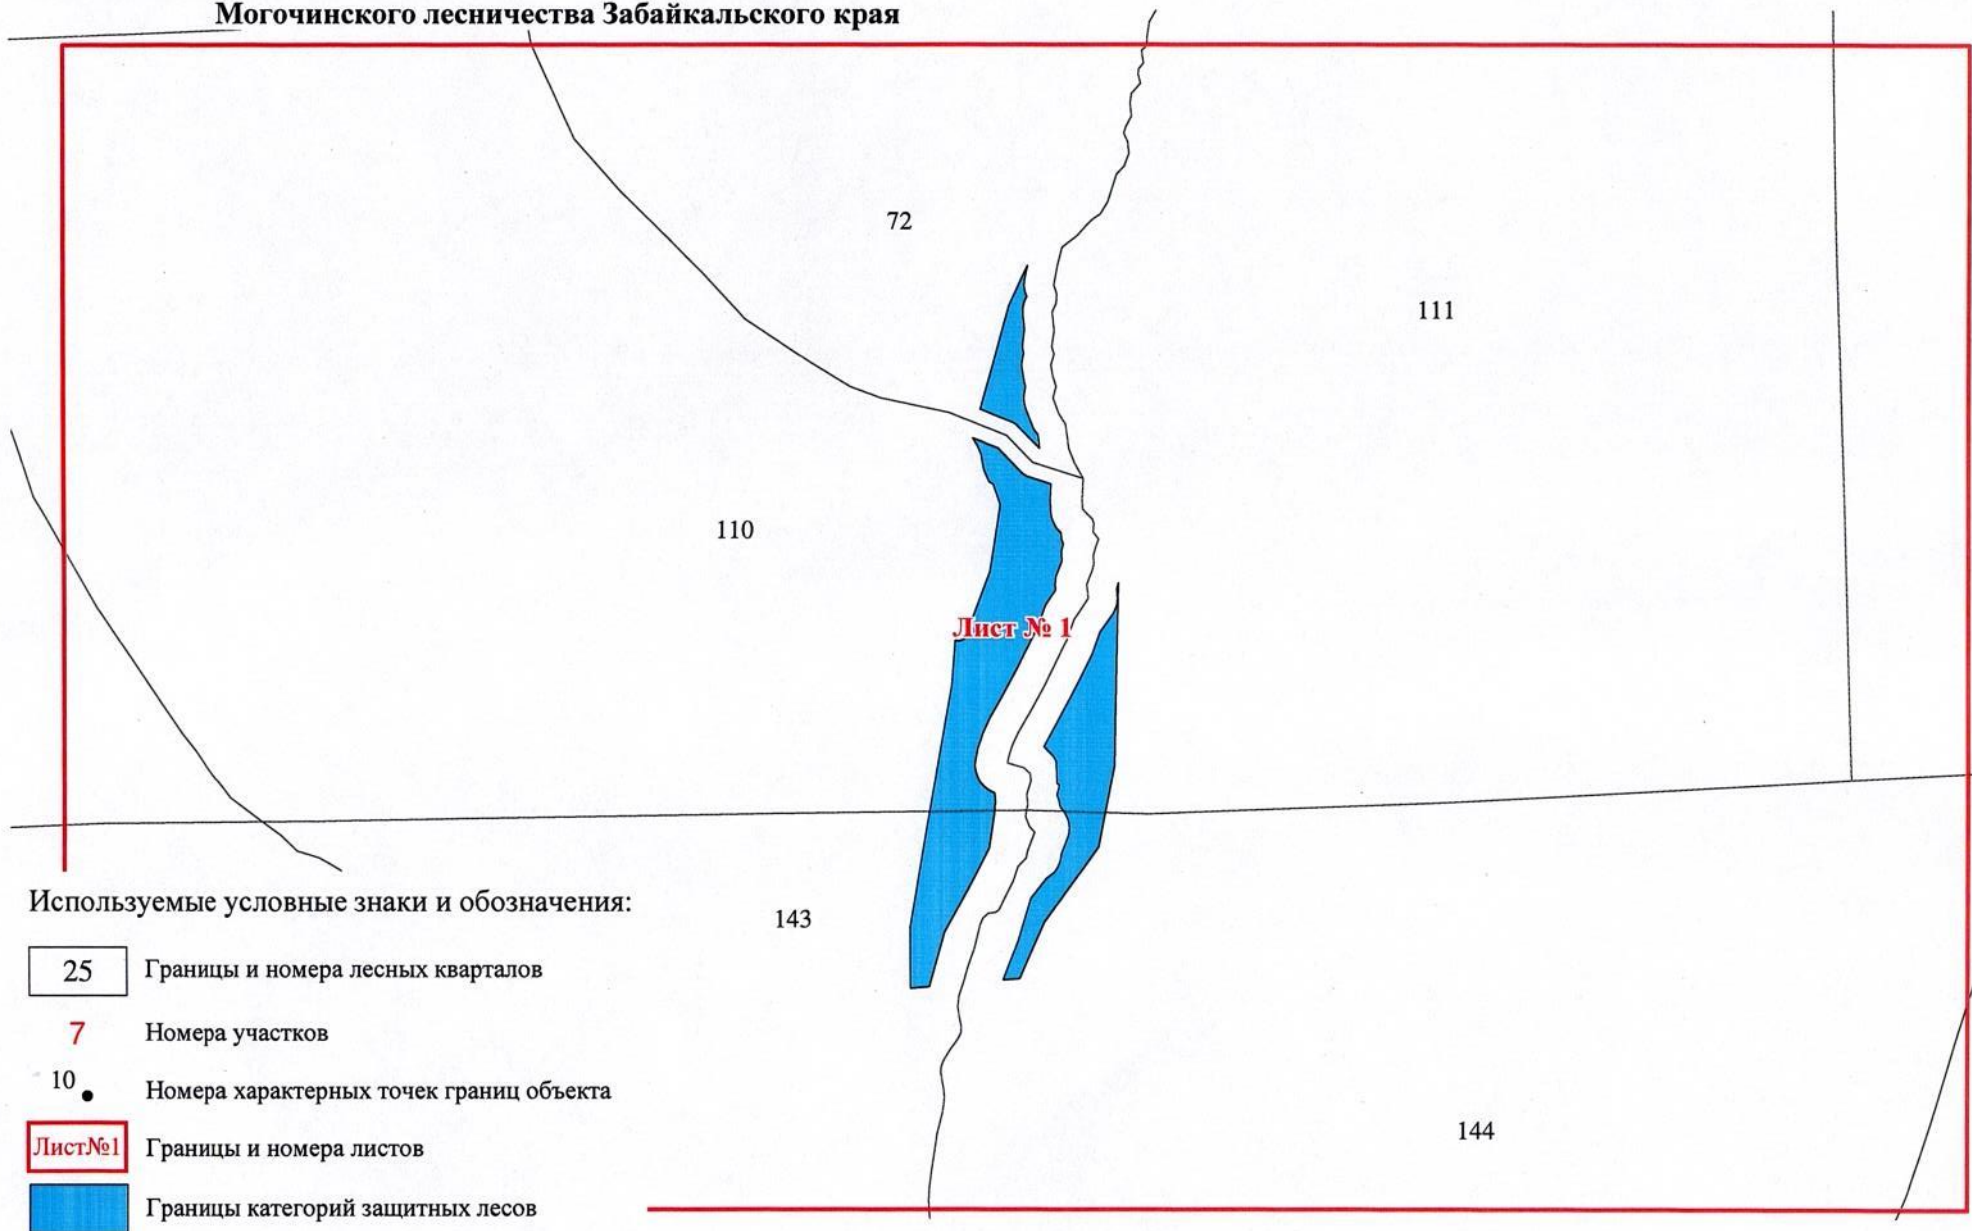 Могочинского лесничества Забайкальского края
72
111
110
Лист № 1
Используемые условные знаки и обозначения:
143
25 Границы и номера лесных кварталов
7 Номера участков
10 Номера характерных точек границ объекта
144
Лист№1 Границы и номера листов
Границы категорий защитных лесов